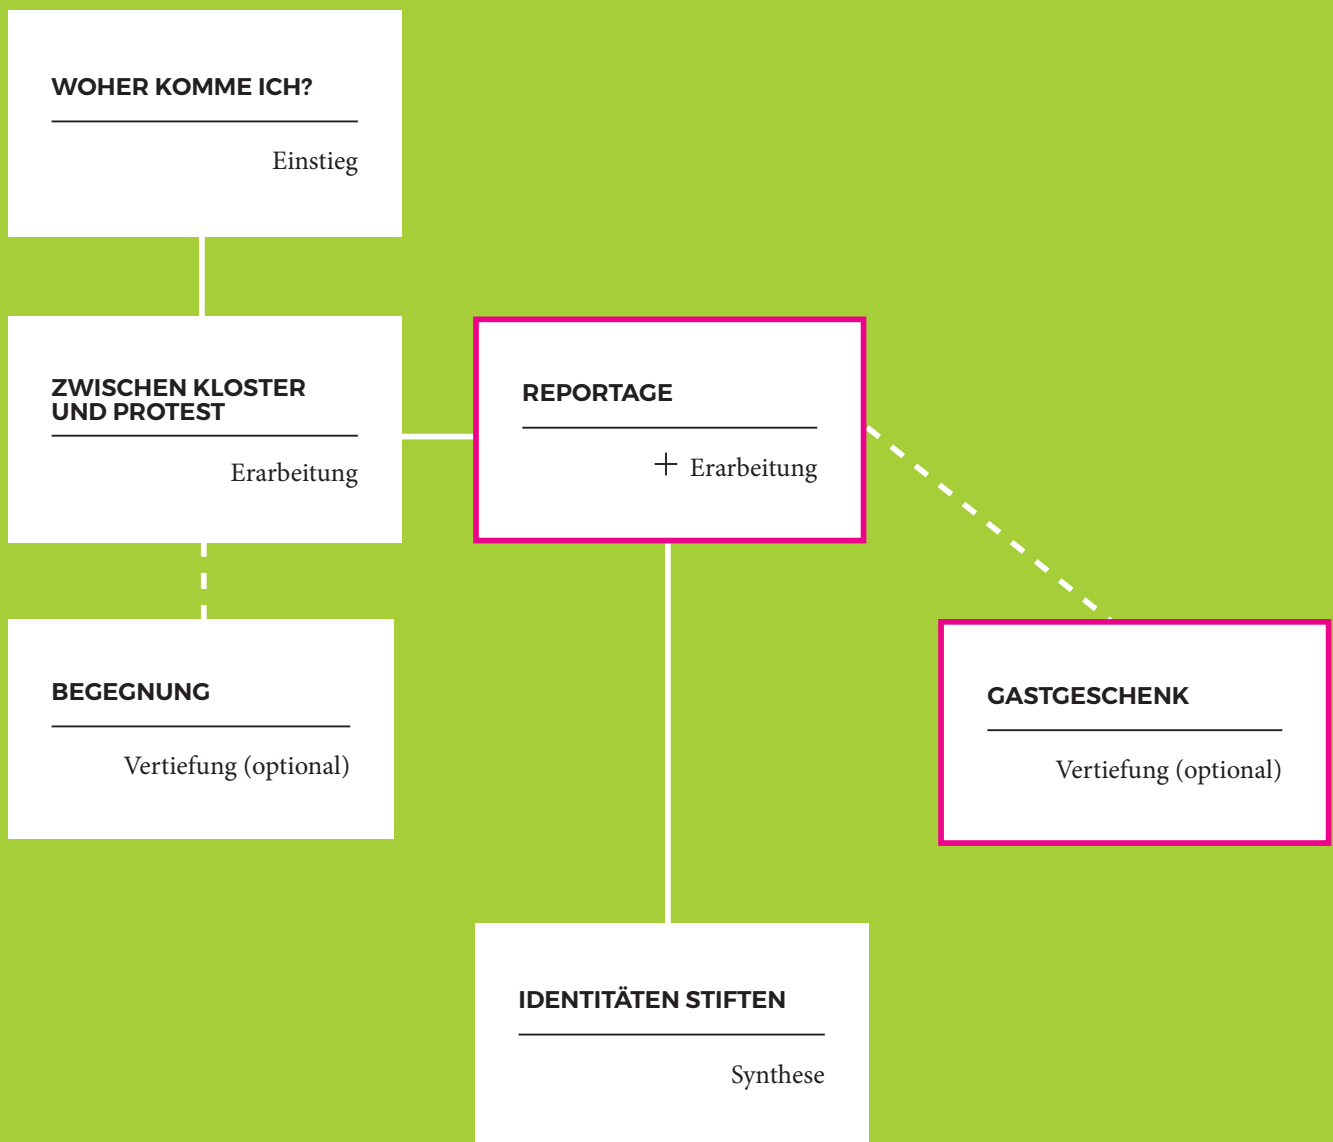 WOHER KOMME ICH?
Einstieg
ZWISCHEN KLOSTER
UND PROTEST
Erarbeitung
REPORTAGE
+ Erarbeitung
BEGEGNUNG
Vertiefung (optional)
GASTGESCHENK
Vertiefung (optional)
IDENTITÄTEN STIFTEN
Synthese